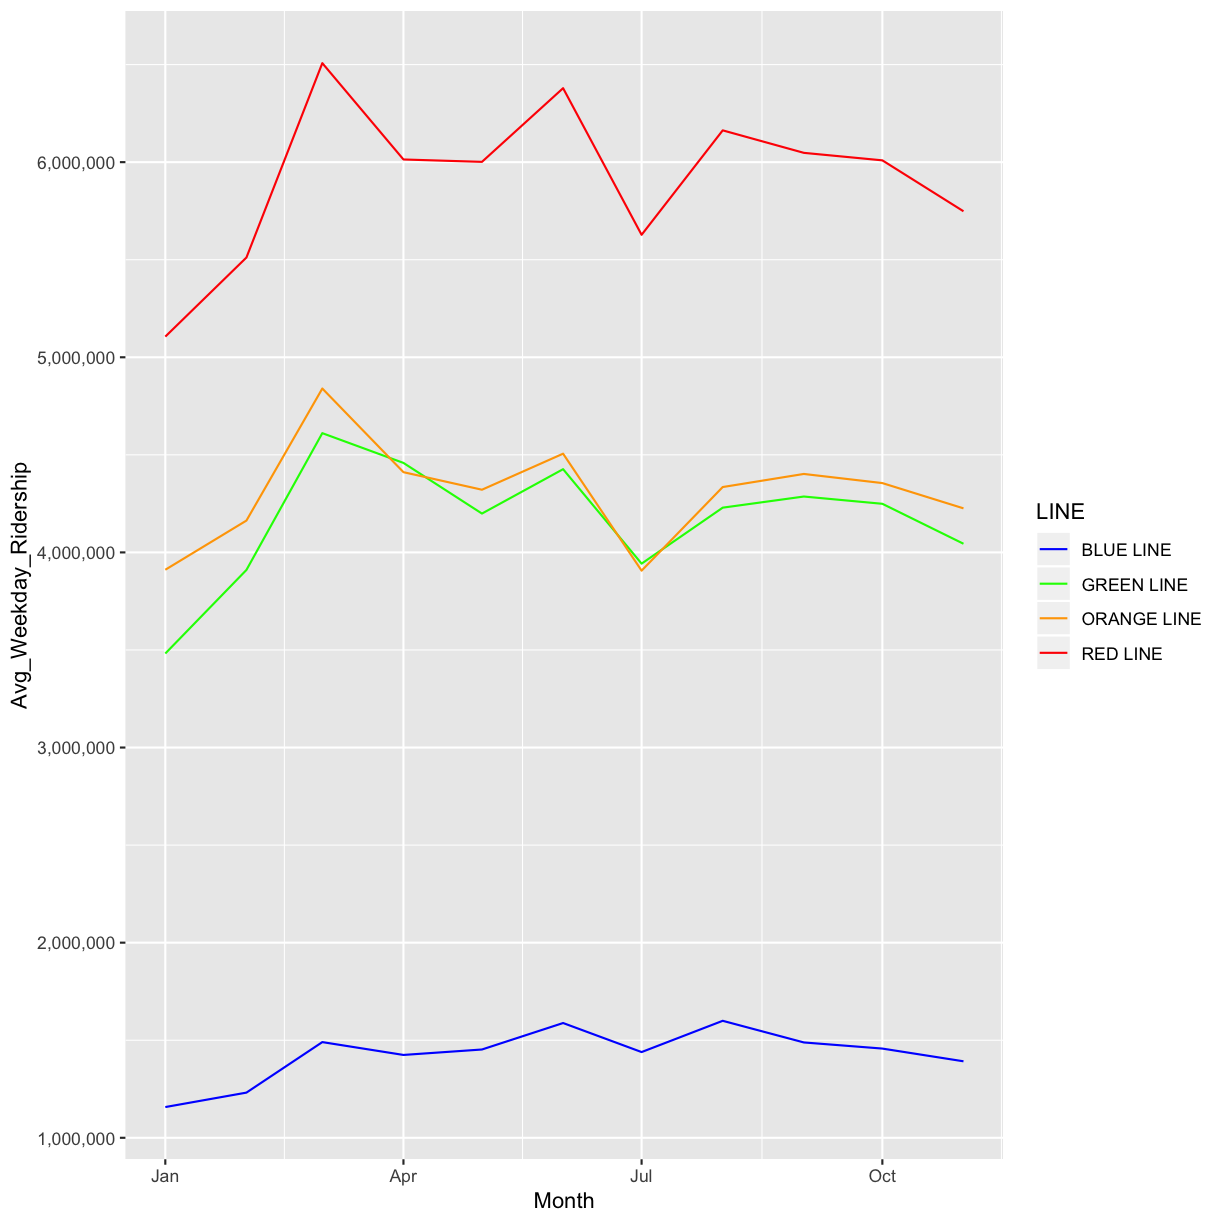 Avg_Weekday_Ridership
6,000,000
5,000,000
4,000,000
3,000,000
2,000,000
1,000,000
Jan Apr Jul Oct
Month
LINE
BLUE LINE
GREEN LINE
ORANGE LINE
RED LINE